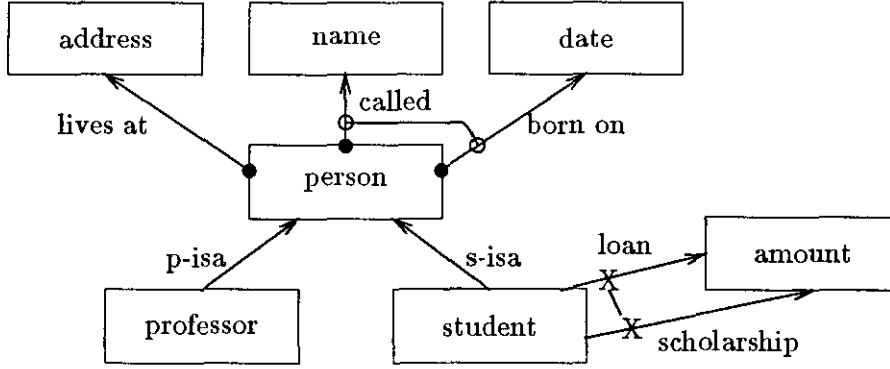 address
name
date
called
lives at
born on
person
p-isa
s-isa
loan
amount
professor
student
X
X
scholarship